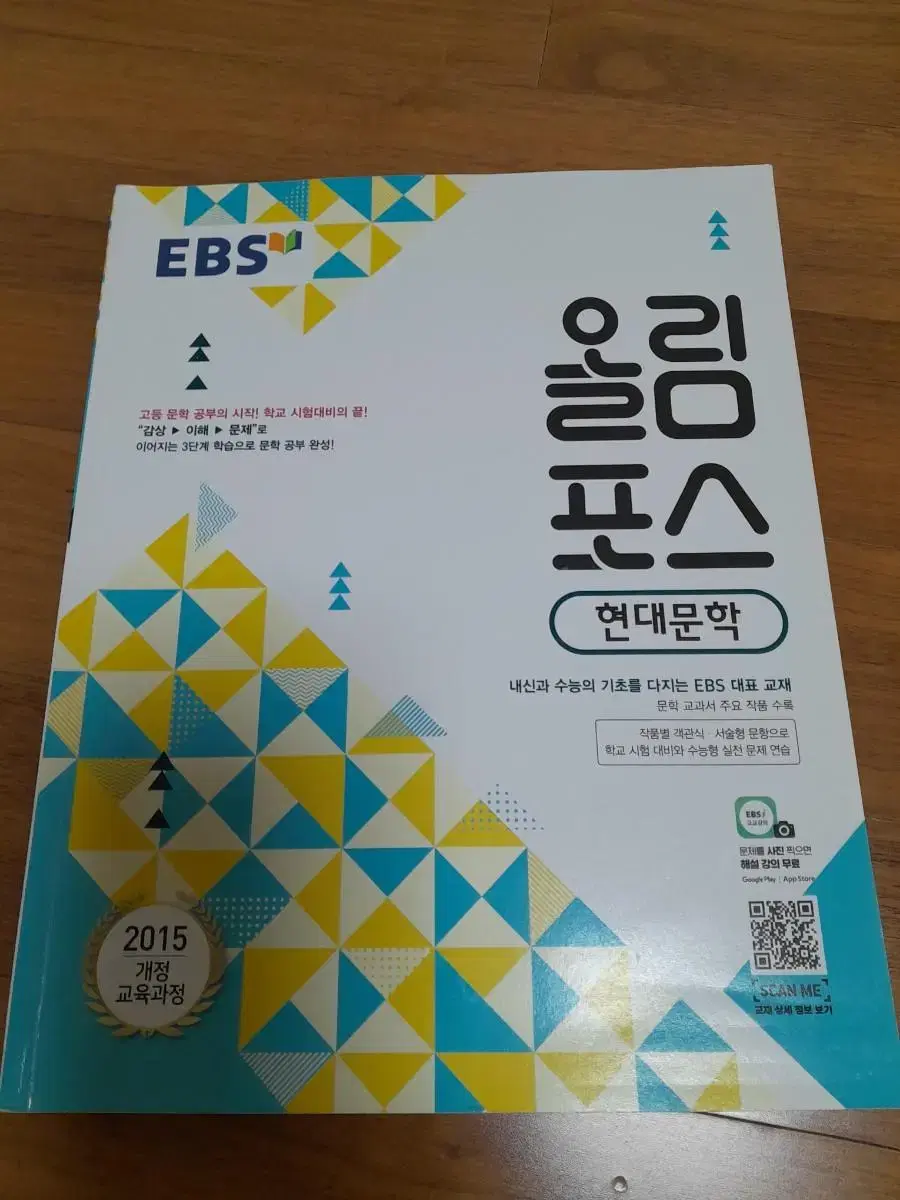 EBS
올림
포스
현대문학
고등 문학 공부의 시작! 학교 시험대비의 끝!
"감상 ▶ 이해 ▶ 문제"로
이어지는 3단계 학습으로 문학 공부 완성!
내신과 수능의 기초를 다지는 EBS 대표 교재
문학 교과서 주요 작품 수록
작품별 객관식·서술형 문항으로
학교 시험 대비와 수능형 실전 문제 연습
EBSi
고교강의
문제를 사진 찍으면
해설 강의 무료
Google Play | App Store
SCAN ME
교재 상세 정보 보기
2015
개정
교육과정